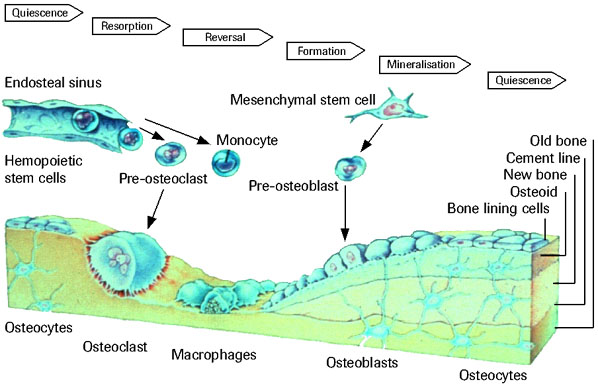 Quiescence
Resorption
Reversal
Formation
Mineralisation
Quiescence
Endosteal sinus
Mesenchymal stem cell
Monocyte
Hemopoietic
stem cells
Pre-osteoclast
Pre-osteoblast
Old bone
Cement line
New bone
Osteoid
Bone lining cells
Osteocytes
Osteoclast
Macrophages
Osteoblasts
Osteocytes